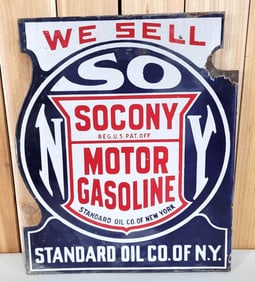 WE SELL
SO
N Y
SOCONY
REG. U.S. PAT. OFF.
MOTOR
GASOLINE
STANDARD OIL CO. OF NEW YORK
STANDARD OIL CO. OF N.Y.